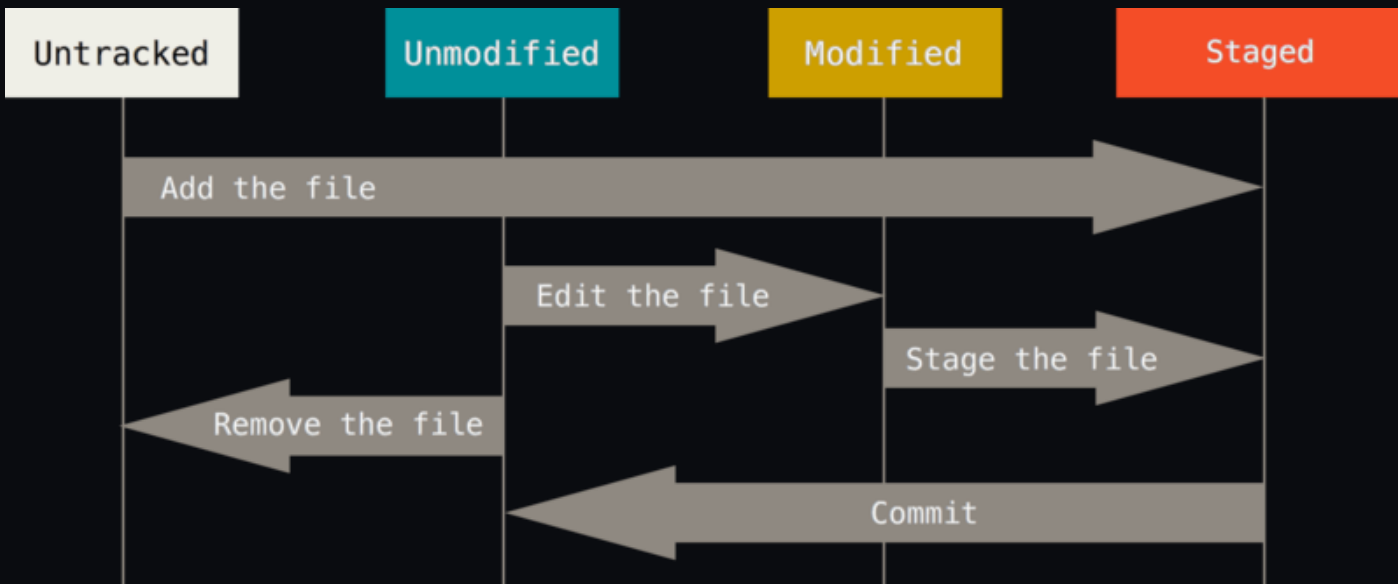 Untracked
Unmodified
Modified
Staged
Add the file
Edit the file
Stage the file
Remove the file
Commit